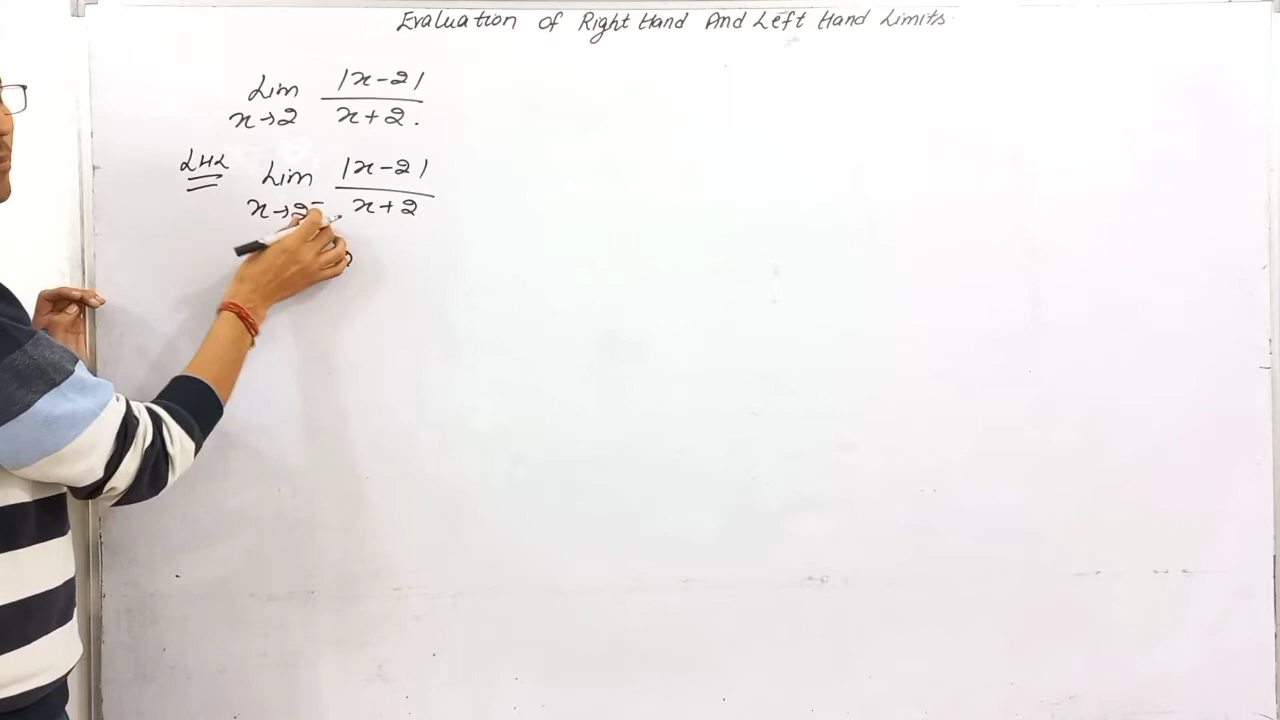 Evaluation of Right Hand And Left Hand Limits.
Lim |x-2|
x→2 x+2.
LHL Lim |x-2|
x→2⁻ x+2